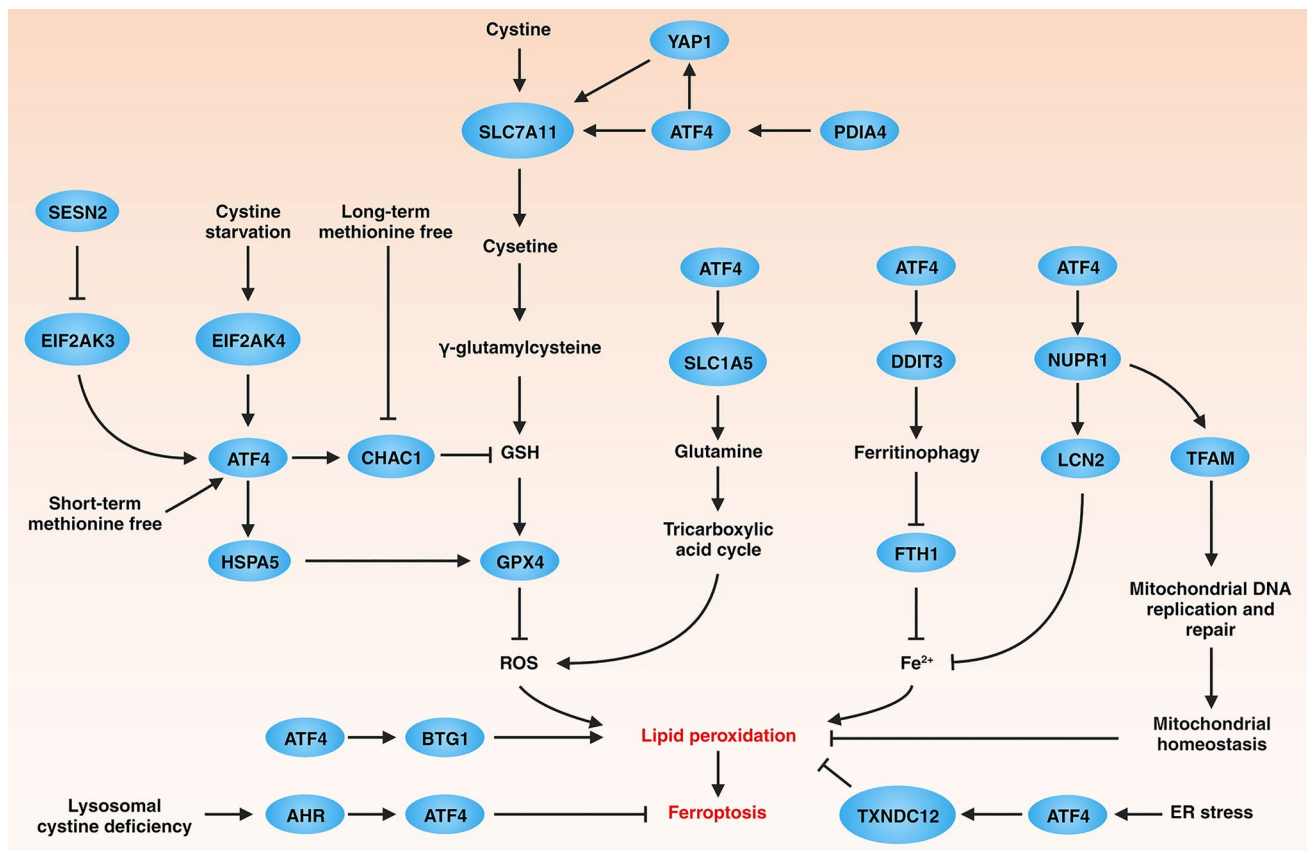 Cystine
YAP1
SLC7A11
ATF4
PDIA4
SESN2
Cystine
starvation
Long-term
methionine free
Cysetine
ATF4
ATF4
ATF4
EIF2AK3
EIF2AK4
γ-glutamylcysteine
SLC1A5
DDIT3
NUPR1
ATF4
CHAC1
GSH
Glutamine
Ferritinophagy
LCN2
TFAM
Short-term
methionine free
Tricarboxylic
acid cycle
HSPA5
GPX4
FTH1
Mitochondrial DNA
replication and
repair
ROS
Fe²⁺
ATF4
BTG1
Lipid peroxidation
Mitochondrial
homeostasis
Lysosomal
cystine deficiency
AHR
ATF4
Ferroptosis
TXNDC12
ATF4
ER stress